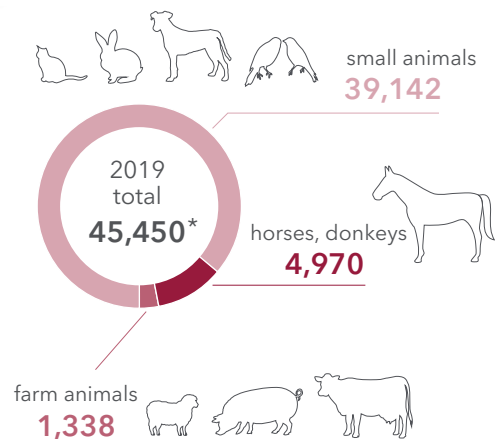 small animals
39,142
2019
total
45,450*
horses, donkeys
4,970
farm animals
1,338